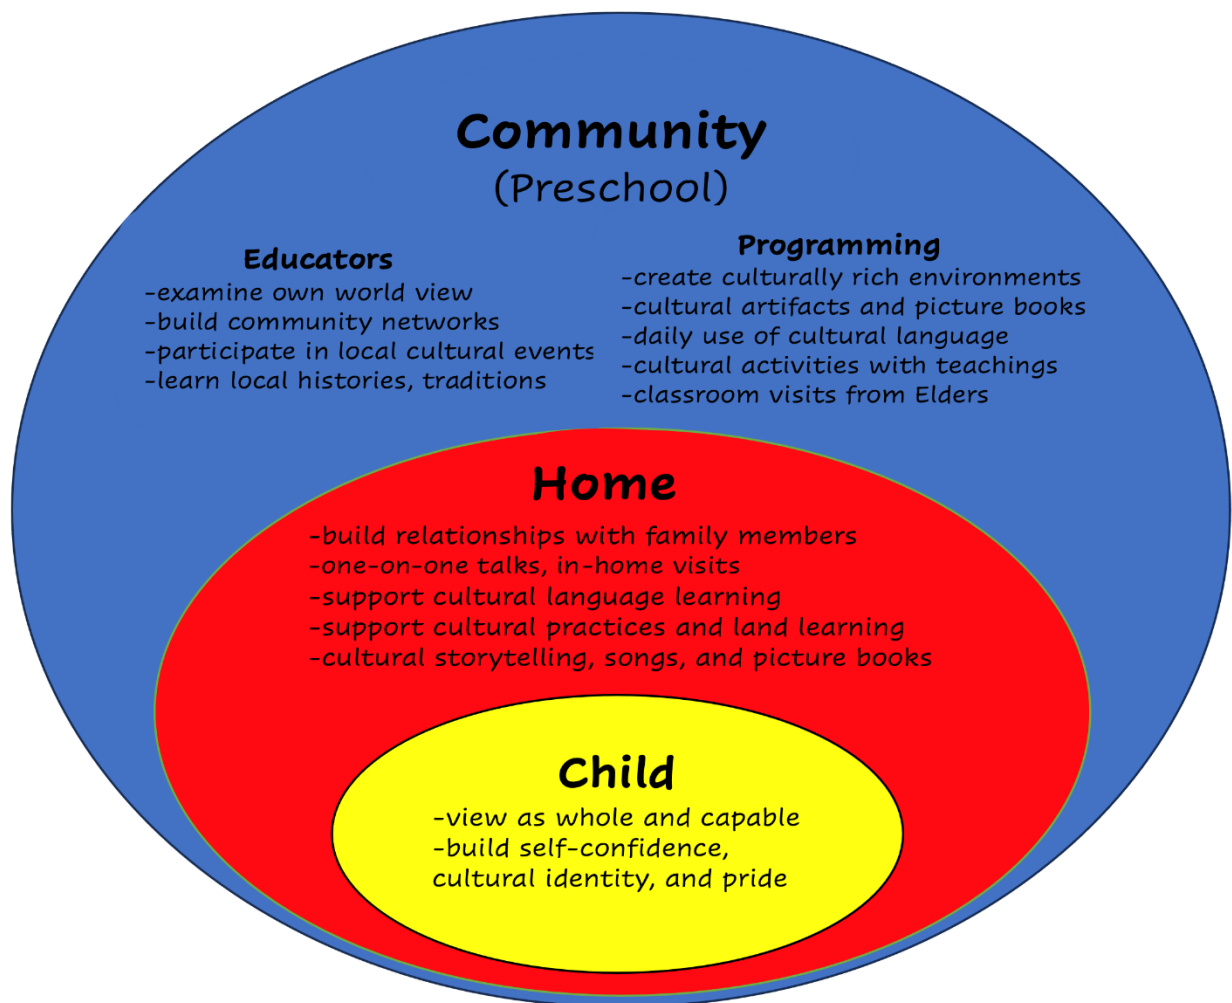 Community
(Preschool)
Educators
-examine own world view
-build community networks
-participate in local cultural events
-learn local histories, traditions
Programming
-create culturally rich environments
-cultural artifacts and picture books
-daily use of cultural language
-cultural activities with teachings
-classroom visits from Elders
Home
-build relationships with family members
-one-on-one talks, in-home visits
-support cultural language learning
-support cultural practices and land learning
-cultural storytelling, songs, and picture books
Child
-view as whole and capable
-build self-confidence,
cultural identity, and pride